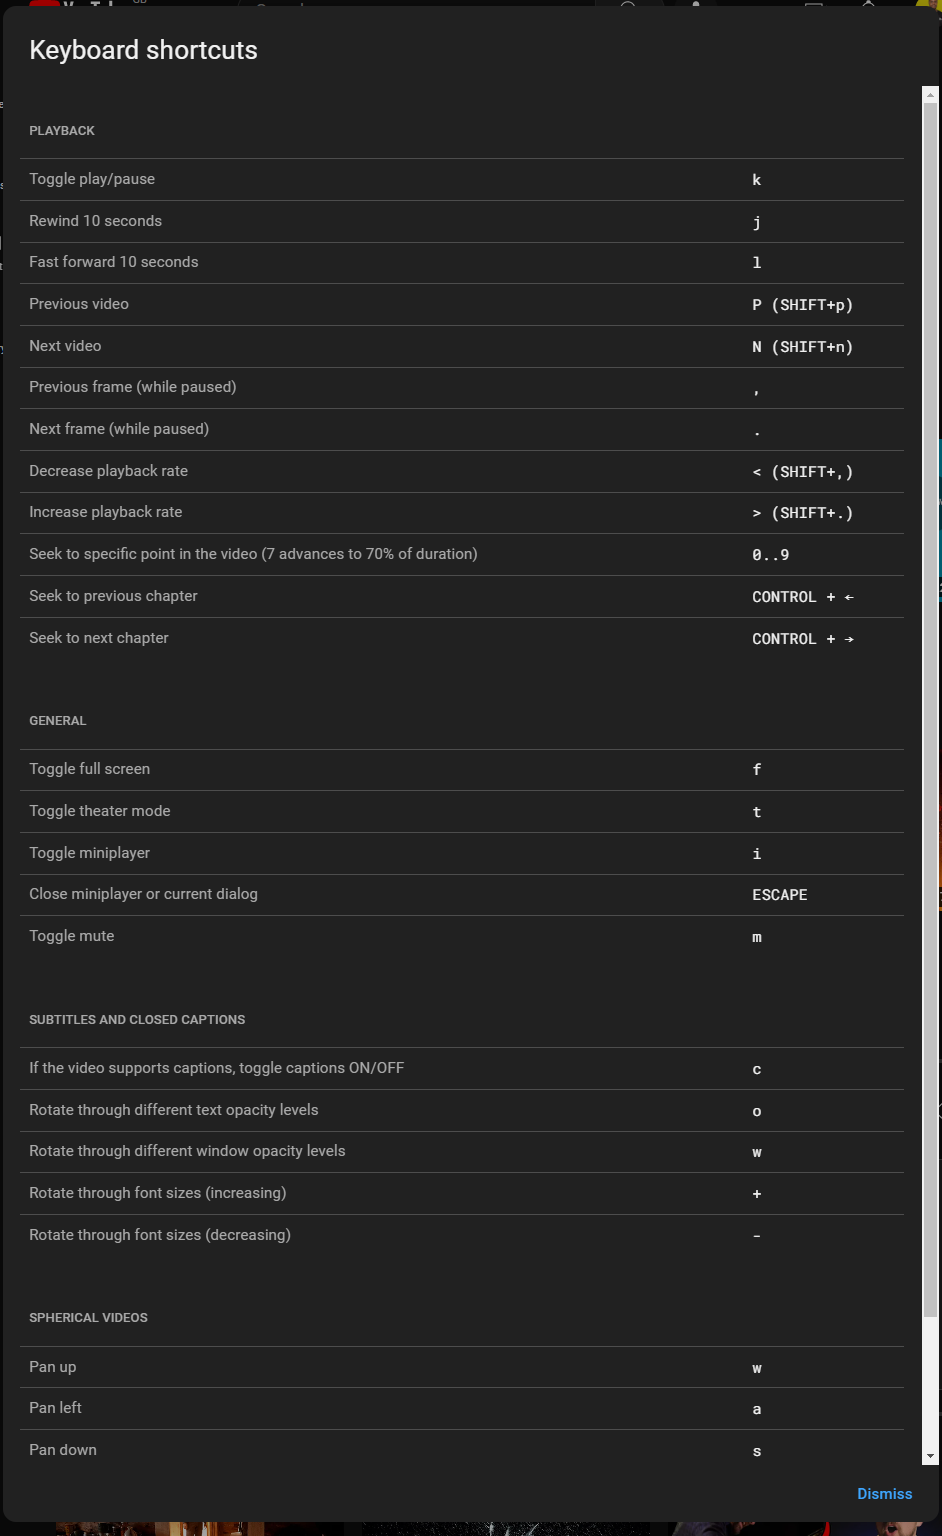 Keyboard shortcuts
PLAYBACK
Toggle play/pause k
Rewind 10 seconds j
Fast forward 10 seconds l
Previous video P (SHIFT+p)
Next video N (SHIFT+n)
Previous frame (while paused) ,
Next frame (while paused) .
Decrease playback rate < (SHIFT+,)
Increase playback rate > (SHIFT+.)
Seek to specific point in the video (7 advances to 70% of duration) 0..9
Seek to previous chapter CONTROL + ←
Seek to next chapter CONTROL + →
GENERAL
Toggle full screen f
Toggle theater mode t
Toggle miniplayer i
Close miniplayer or current dialog ESCAPE
Toggle mute m
SUBTITLES AND CLOSED CAPTIONS
If the video supports captions, toggle captions ON/OFF c
Rotate through different text opacity levels o
Rotate through different window opacity levels w
Rotate through font sizes (increasing) +
Rotate through font sizes (decreasing) -
SPHERICAL VIDEOS
Pan up w
Pan left a
Pan down s
Dismiss